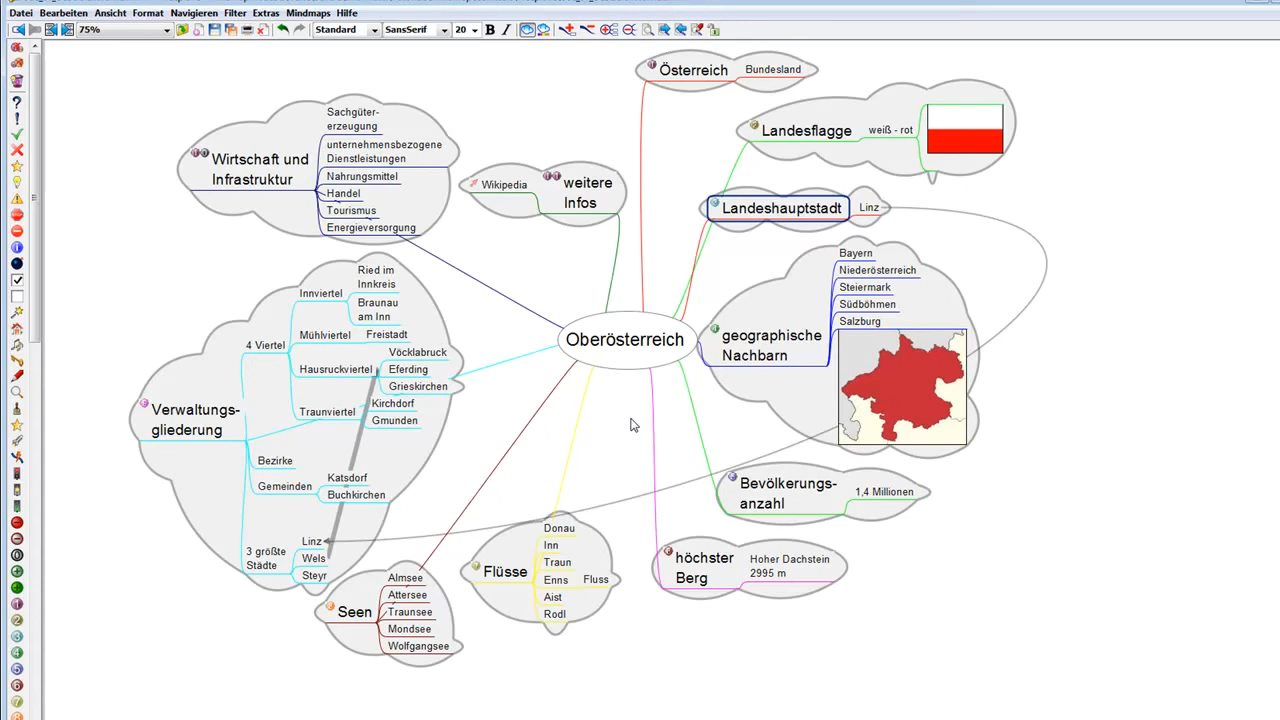 Datei Bearbeiten Ansicht Format Navigieren Filter Extras Mindmaps Hilfe
75% Standard SansSerif 20 B I
Österreich Bundesland
Landesflagge weiß - rot
Landeshauptstadt Linz
geographische
Nachbarn
Bayern
Niederösterreich
Steiermark
Südböhmen
Salzburg
Bevölkerungs-
anzahl
1,4 Millionen
höchster
Berg
Hoher Dachstein
2995 m
Oberösterreich
weitere
Infos
Wikipedia
Wirtschaft und
Infrastruktur
Sachgüter-
erzeugung
unternehmensbezogene
Dienstleistungen
Nahrungsmittel
Handel
Tourismus
Energieversorgung
Verwaltungs-
gliederung
4 Viertel
Innviertel
Ried im
Innkreis
Braunau
am Inn
Mühlviertel
Freistadt
Hausruckviertel
Vöcklabruck
Eferding
Grieskirchen
Traunviertel
Kirchdorf
Gmunden
Bezirke
Gemeinden
Katsdorf
Buchkirchen
3 größte
Städte
Linz
Wels
Steyr
Seen
Almsee
Attersee
Traunsee
Mondsee
Wolfgangsee
Flüsse
Donau
Inn
Traun
Enns Fluss
Aist
Rodl